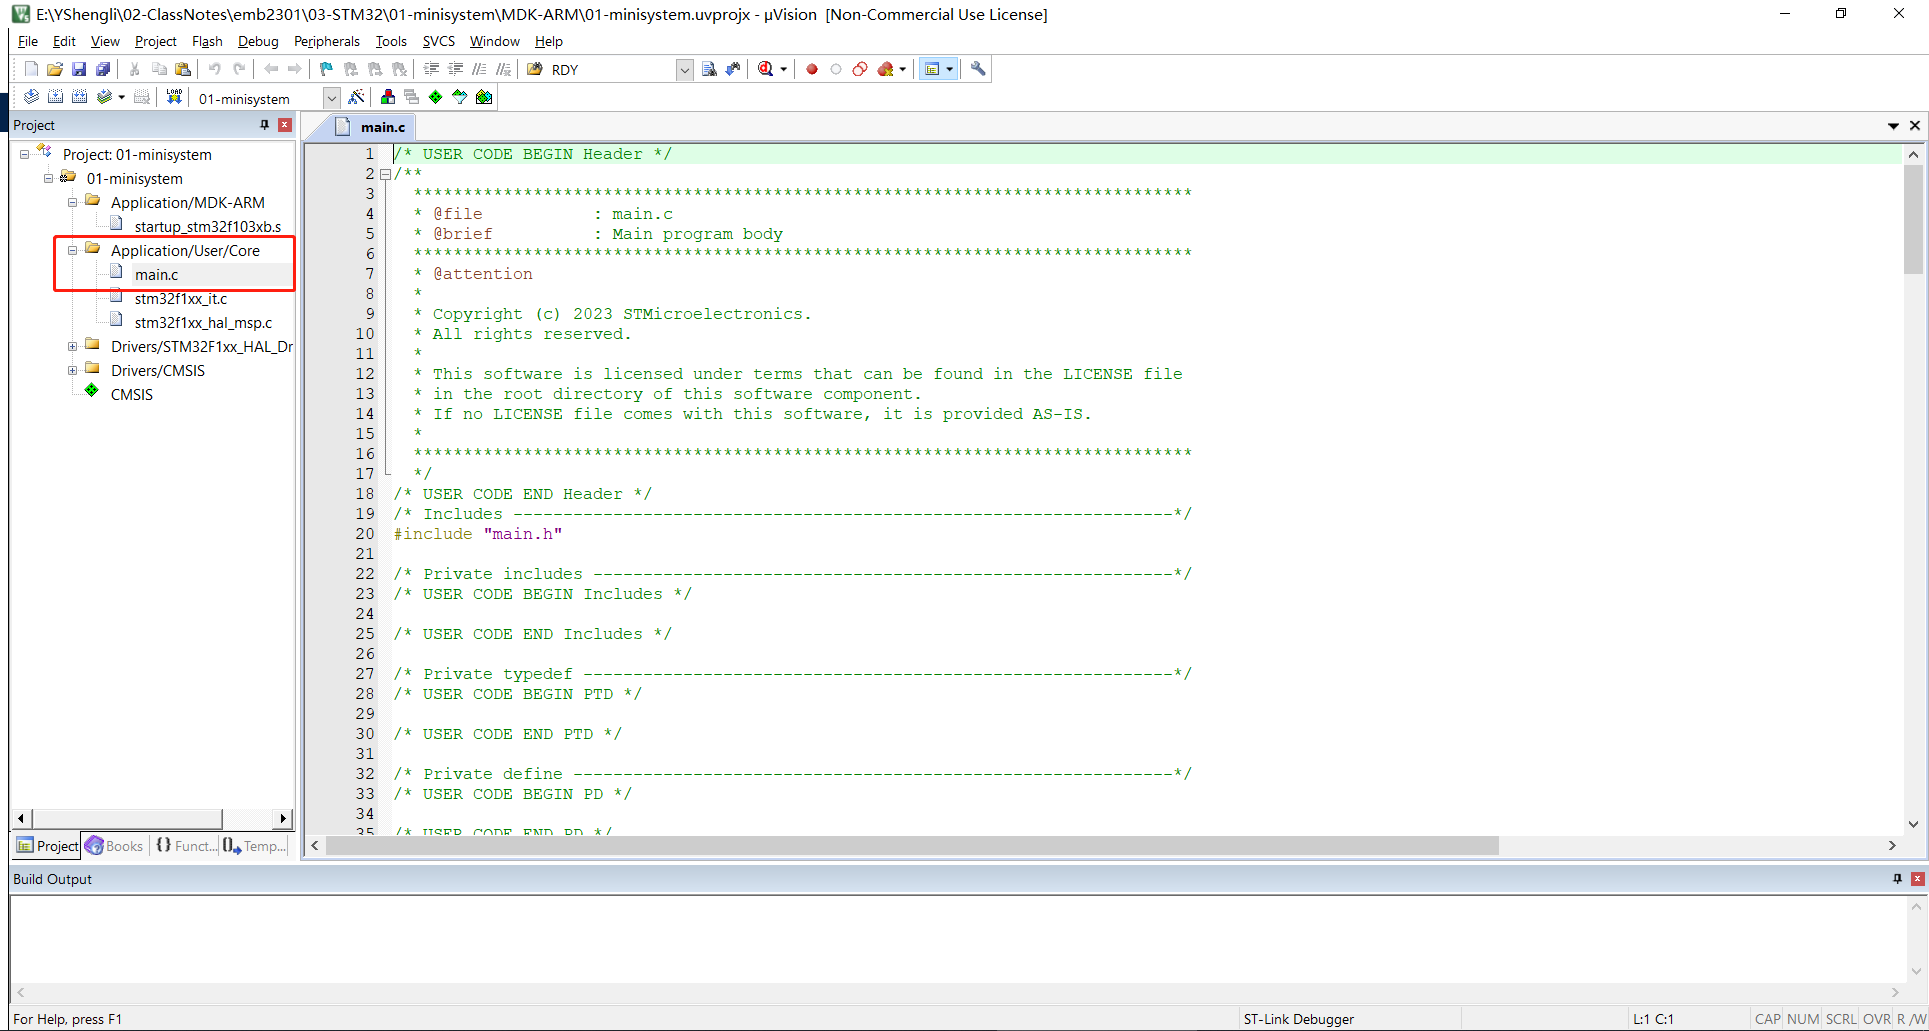 E:\YShengli\02-ClassNotes\emb2301\03-STM32\01-minisystem\MDK-ARM\01-minisystem.uvprojx - µVision [Non-Commercial Use License]
File Edit View Project Flash Debug Peripherals Tools SVCS Window Help
RDY
LOAD 01-minisystem
Project
main.c
Project: 01-minisystem
01-minisystem
Application/MDK-ARM
startup_stm32f103xb.s
Application/User/Core
main.c
stm32f1xx_it.c
stm32f1xx_hal_msp.c
Drivers/STM32F1xx_HAL_Dr
Drivers/CMSIS
CMSIS
Project Books Funct... Temp...
1 /* USER CODE BEGIN Header */
2 /**
3 ******************************************************************************
4 * @file : main.c
5 * @brief : Main program body
6 ******************************************************************************
7 * @attention
8 *
9 * Copyright (c) 2023 STMicroelectronics.
10 * All rights reserved.
11 *
12 * This software is licensed under terms that can be found in the LICENSE file
13 * in the root directory of this software component.
14 * If no LICENSE file comes with this software, it is provided AS-IS.
15 *
16 ******************************************************************************
17 */
18 /* USER CODE END Header */
19 /* Includes ------------------------------------------------------------------*/
20 #include "main.h"
21
22 /* Private includes ----------------------------------------------------------*/
23 /* USER CODE BEGIN Includes */
24
25 /* USER CODE END Includes */
26
27 /* Private typedef -----------------------------------------------------------*/
28 /* USER CODE BEGIN PTD */
29
30 /* USER CODE END PTD */
31
32 /* Private define ------------------------------------------------------------*/
33 /* USER CODE BEGIN PD */
34
35 /* USER CODE END PD */
Build Output
For Help, press F1 ST-Link Debugger L:1 C:1 CAP NUM SCRL OVR R/W